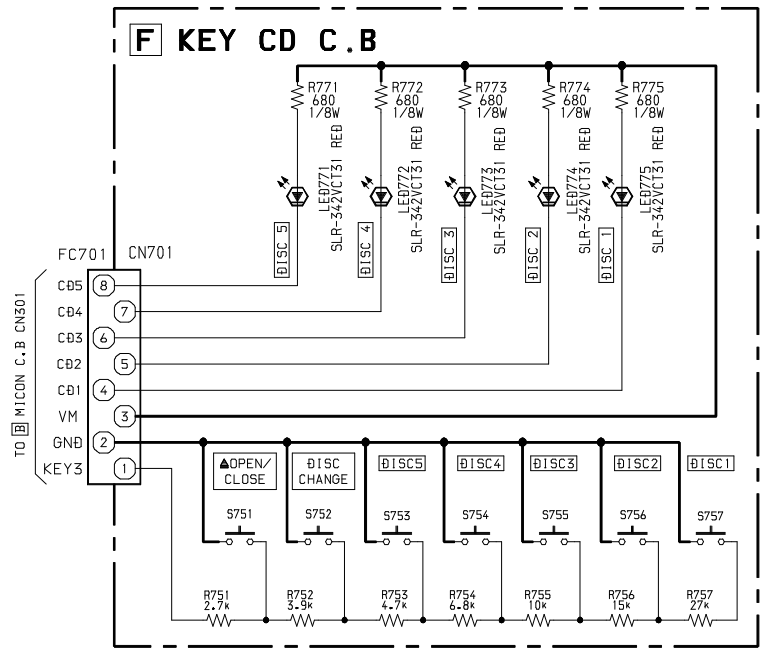 F KEY CD C.B
R771
680
1/8W
R772
680
1/8W
R773
680
1/8W
R774
680
1/8W
R775
680
1/8W
LED771
SLR-342VCT31 RED
LED772
SLR-342VCT31 RED
LED773
SLR-342VCT31 RED
LED774
SLR-342VCT31 RED
LED775
SLR-342VCT31 RED
DISC 5
DISC 4
DISC 3
DISC 2
DISC 1
FC701 CN701
TO B MICON C.B CN301
CD5 8
CD4 7
CD3 6
CD2 5
CD1 4
VM 3
GND 2
KEY3 1
▲OPEN/
CLOSE
DISC
CHANGE
DISC5
DISC4
DISC3
DISC2
DISC1
S751 S752 S753 S754 S755 S756 S757
R751
2.7k
R752
3.9k
R753
4.7k
R754
6.8k
R755
10k
R756
15k
R757
27k